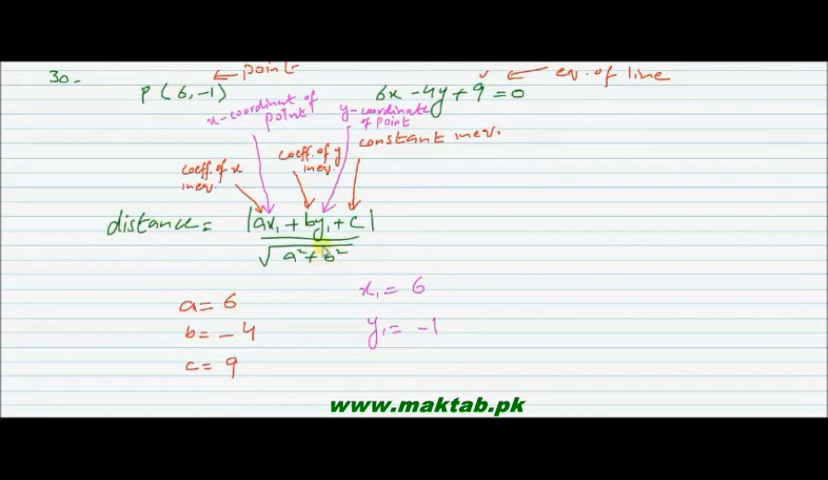 30.
point
eq. of line
P(6,-1)
6x - 4y + 9 = 0
x-coordinat of
point
y-coordinate
of point
constant in eq.
coeff. of x
in eq.
coeff. of y
in eq.
distance = |ax₁ + by₁ + c|
√a² + b²
a = 6
x₁ = 6
b = -4
y₁ = -1
c = 9
www.maktab.pk